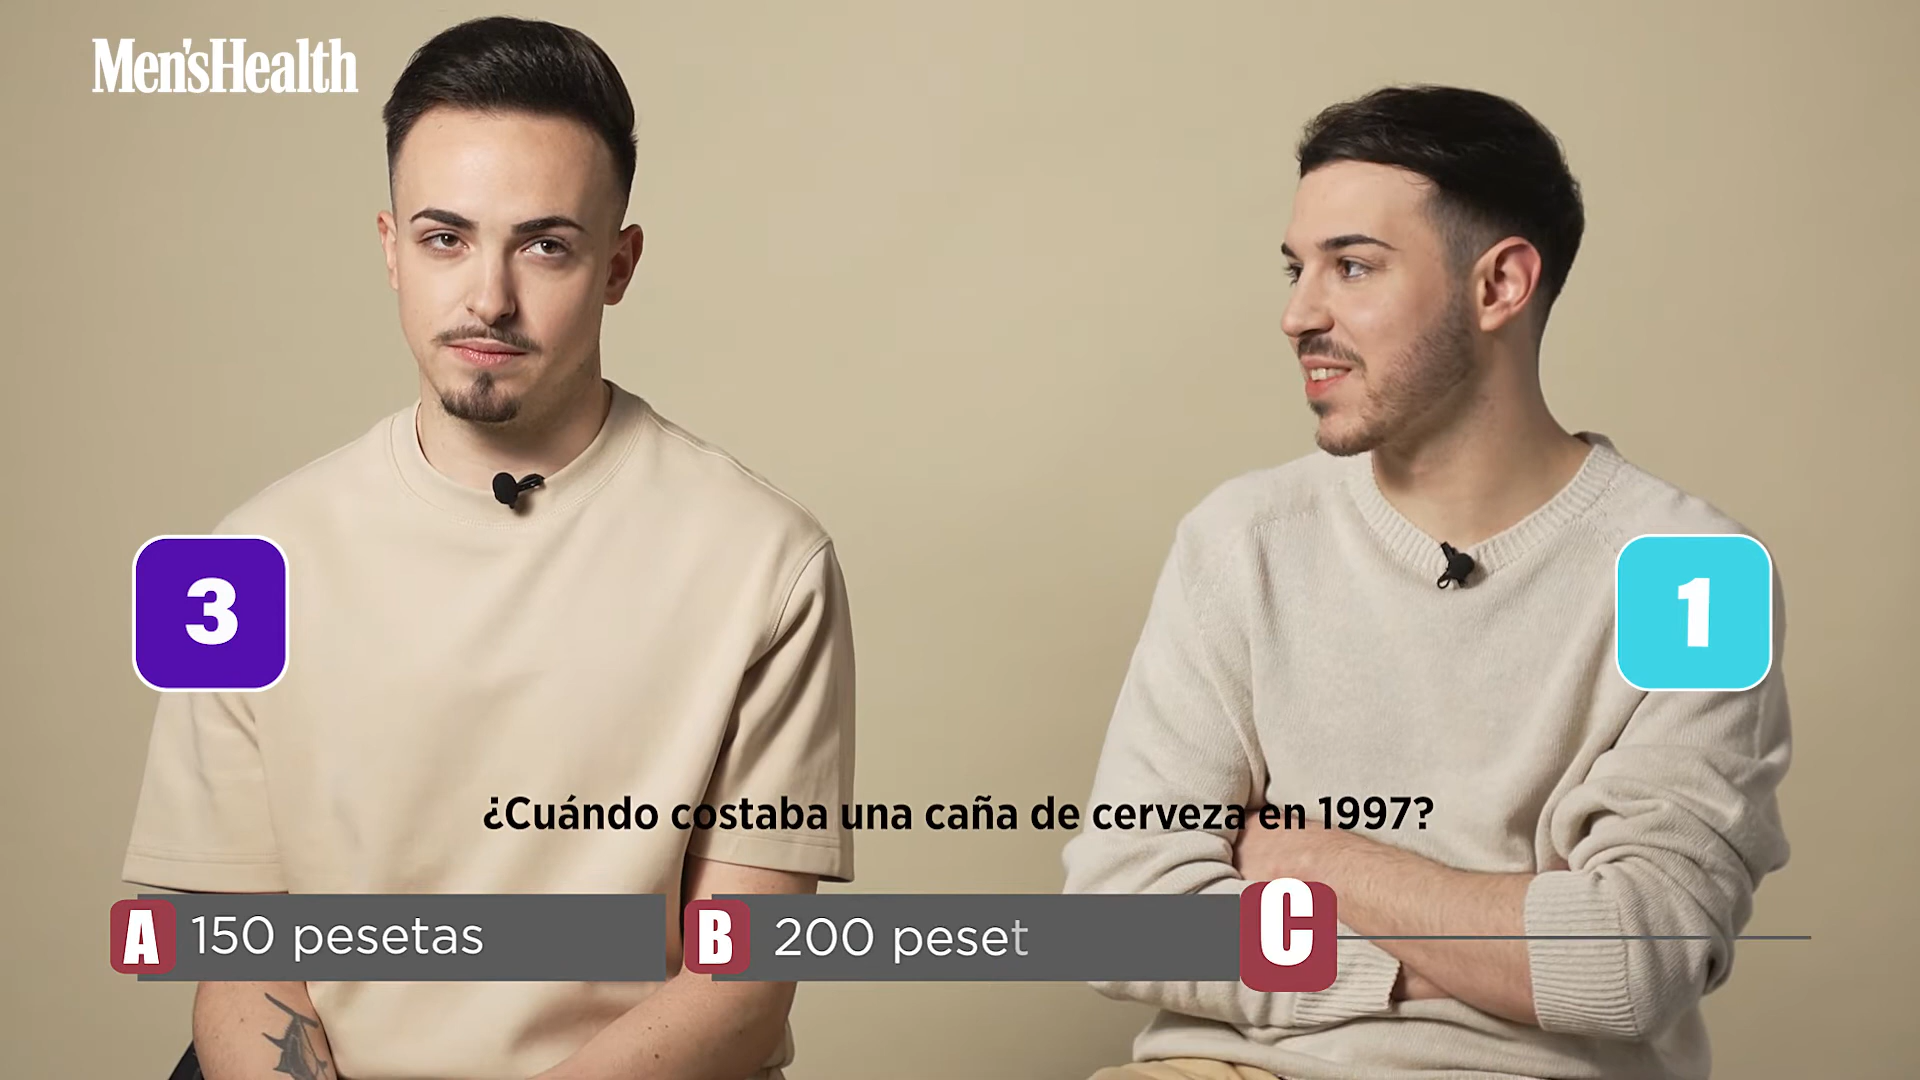 Men'sHealth
3
1
¿Cuándo costaba una caña de cerveza en 1997?
A 150 pesetas
B 200 peset
C